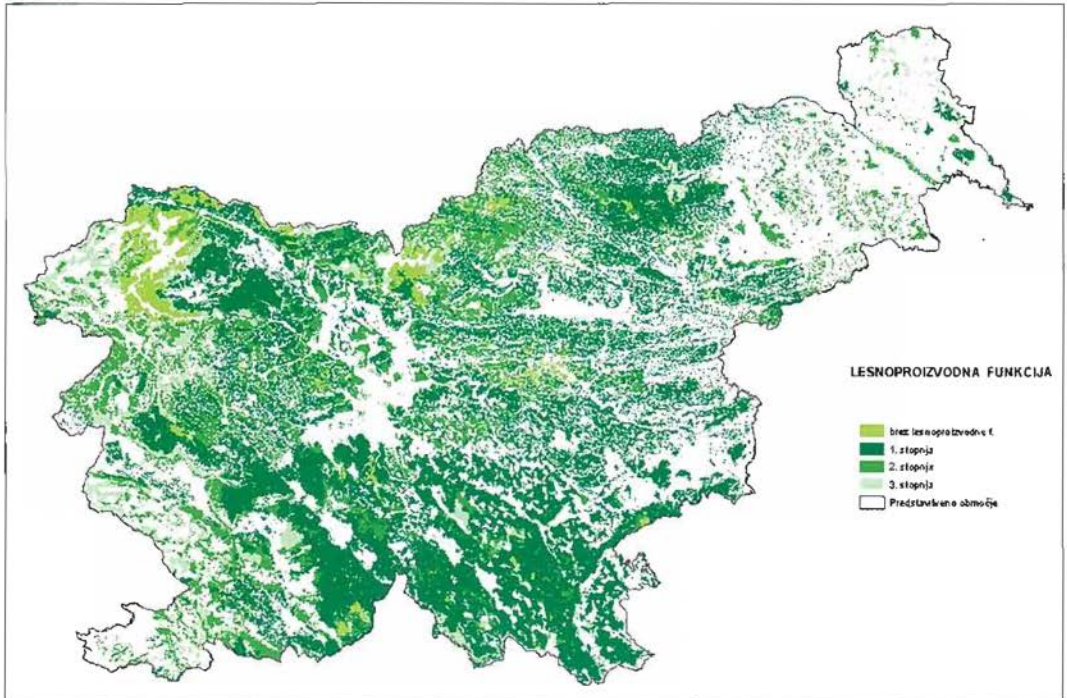 LESNOPROIZVODNA FUNKCIJA
brez lesnoproizvodne f.
1. stopnja
2. stopnja
3. stopnja
Predstavljeno območje